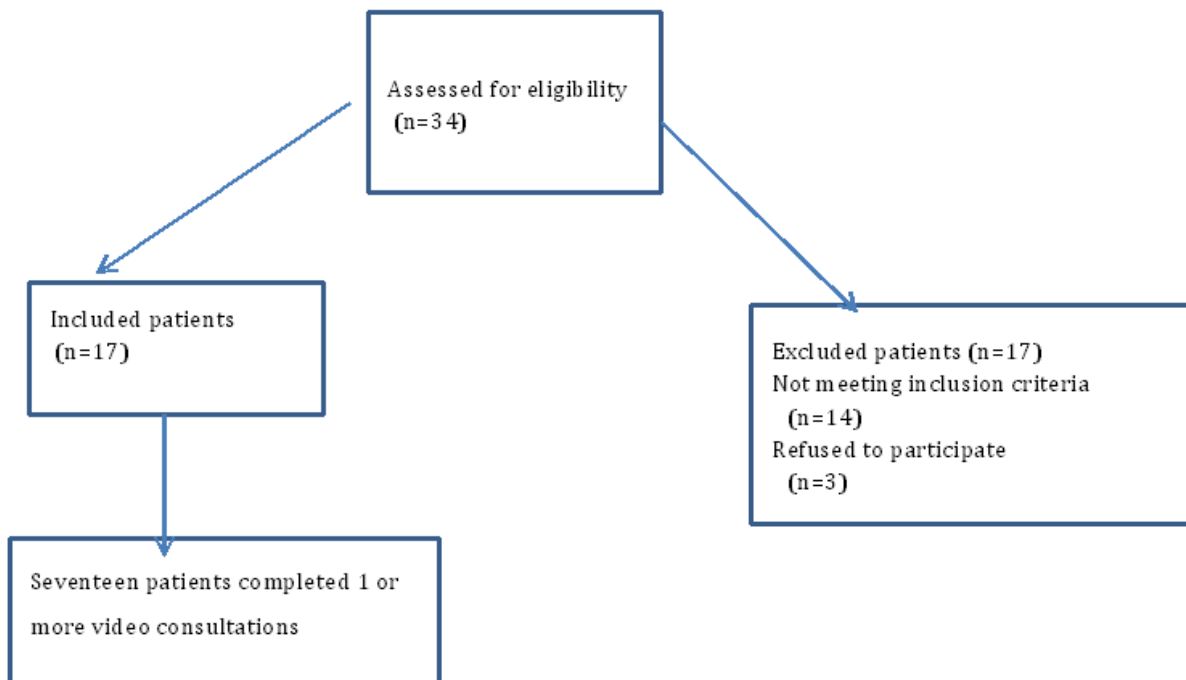 Assessed for eligibility
(n=34)
Included patients
(n=17)
Excluded patients (n=17)
Not meeting inclusion criteria
(n=14)
Refused to participate
(n=3)
Seventeen patients completed 1 or
more video consultations